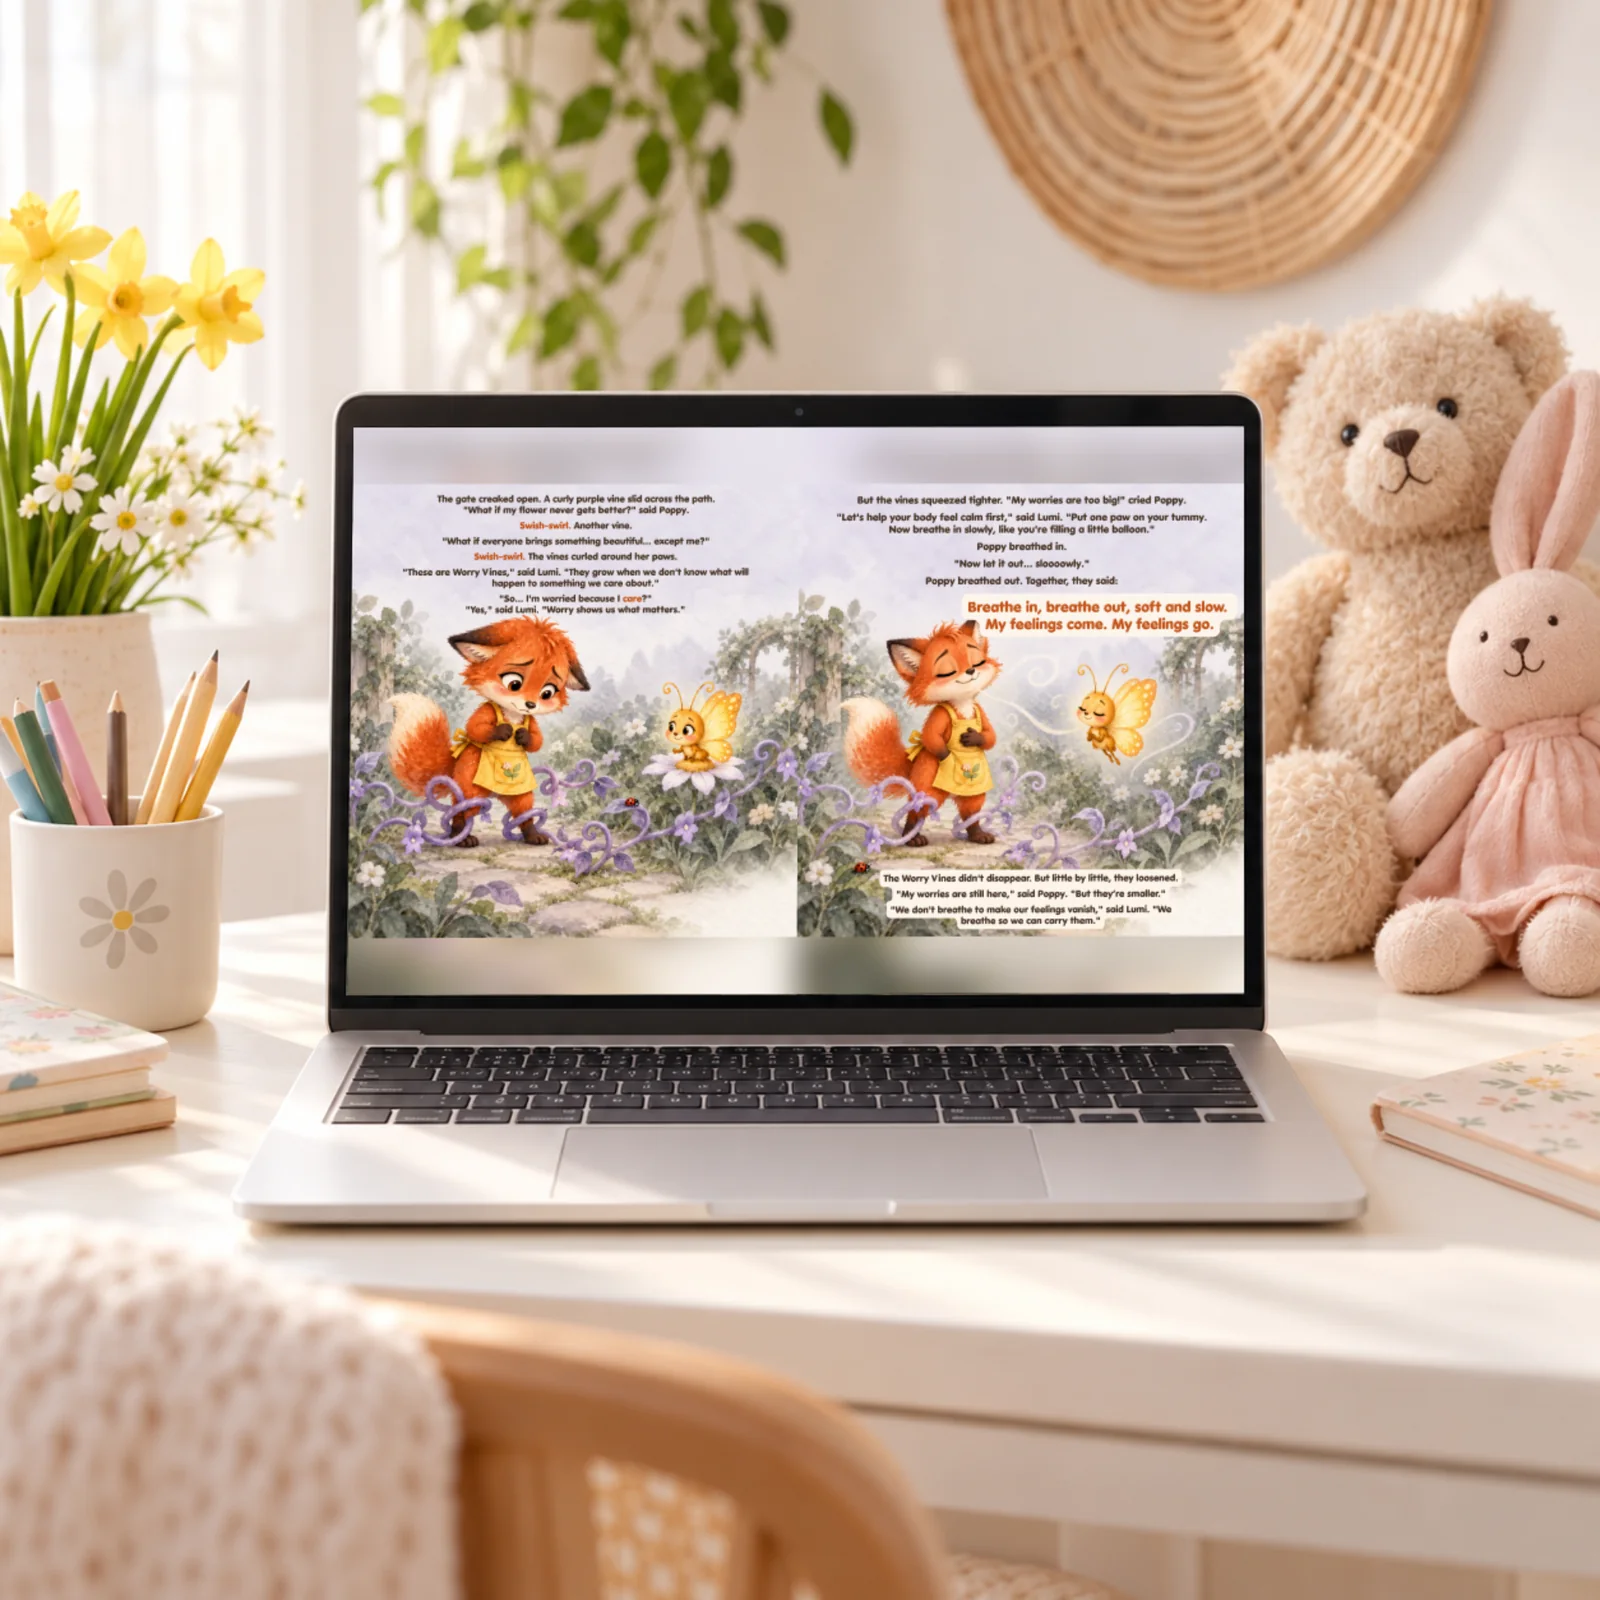 The gate creaked open. A curly purple vine slid across the path.
"What if my flower never gets better?" said Poppy.
Swish-swirl. Another vine.
"What if everyone brings something beautiful... except me?"
Swish-swirl. The vines curled around her paws.
"These are Worry Vines," said Lumi. "They grow when we don't know what will
happen to something we care about."
"So... I'm worried because I care?"
"Yes," said Lumi. "Worry shows us what matters."
But the vines squeezed tighter. "My worries are too big!" cried Poppy.
"Let's help your body feel calm first," said Lumi. "Put one paw on your tummy.
Now breathe in slowly, like you're filling a little balloon."
Poppy breathed in.
"Now let it out... sloooowly."
Poppy breathed out. Together, they said:
Breathe in, breathe out, soft and slow.
My feelings come. My feelings go.
The Worry Vines didn't disappear. But little by little, they loosened.
"My worries are still here," said Poppy. "But they're smaller."
"We don't breathe to make our feelings vanish," said Lumi. "We
breathe so we can carry them."